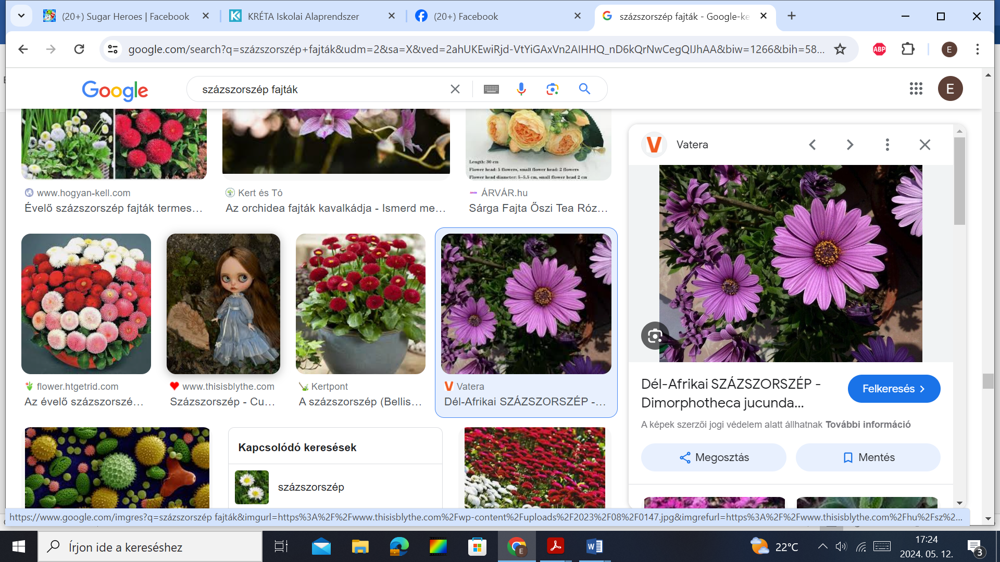 (20+) Sugar Heroes | Facebook
KRÉTA Iskolai Alaprendszer
(20+) Facebook
százszorszép fajták - Google-ke
google.com/search?q=százszorszép+fajták&udm=2&sa=X&ved=2ahUKEwiRjd-VtYiGAxVn2AIHHQ_nD6kQrNwCegQIJhAA&biw=1266&bih=58...
ABP
E
Google
százszorszép fajták
E
Length: 30 cm
Flower head: 5 flowers, small flower head: 2 flowers
Flower head diameter: 5-5.5 cm, small flower head 2 cm
www.hogyan-kell.com
Évelő százszorszép fajták termes...
Kert és Tó
Az orchidea fajták kavalkádja - Ismerd me...
ÁRVÁR.hu
Sárga Fajta Őszi Tea Róz...
flower.htgetrid.com
Az évelő százszorszé...
www.thisisblythe.com
Százszorszép - Cu...
Kertpont
A százszorszép (Bellis...
Vatera
Dél-Afrikai SZÁZSZORSZÉP -...
Kapcsolódó keresések
százszorszép
Vatera
Dél-Afrikai SZÁZSZORSZÉP -
Dimorphotheca jucunda...
Felkeresés
A képek szerzői jogi védelem alatt állhatnak További információ
Megosztás
Mentés
https://www.google.com/imgres?q=százszorszép fajták&imgurl=https%3A%2F%2Fwww.thisisblythe.com%2Fwp-content%2Fuploads%2F2023%2F08%2F0147.jpg&imgrefurl=https%3A%2F%2Fwww.thisisblythe.com%2Fhu%2Fsz%2...
Írjon ide a kereséshez
E
22°C
17:24
2024. 05. 12.
3